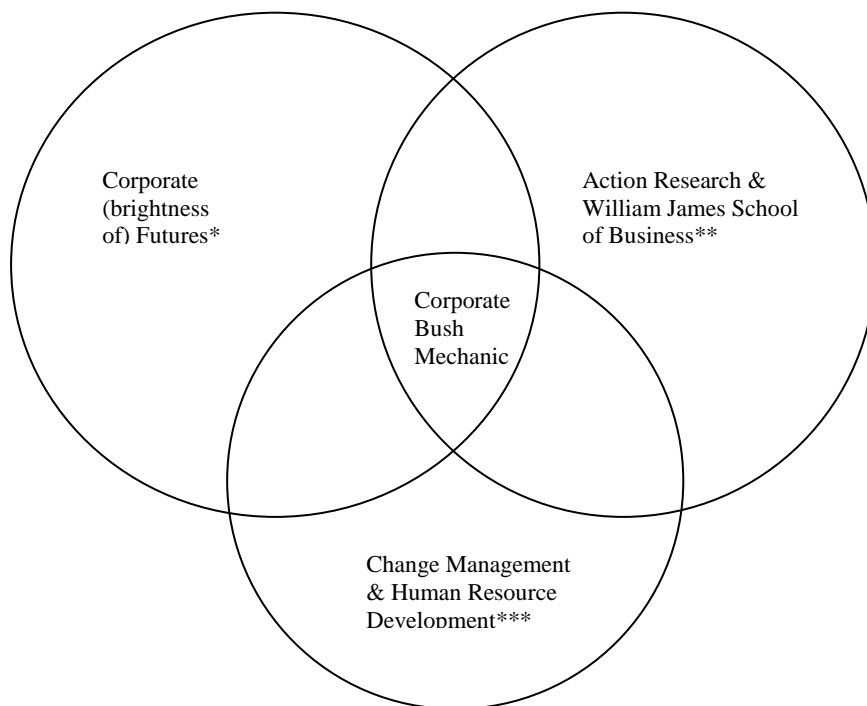 Corporate
(brightness
of) Futures*
Action Research &
William James School
of Business**
Corporate
Bush
Mechanic
Change Management
& Human Resource
Development***